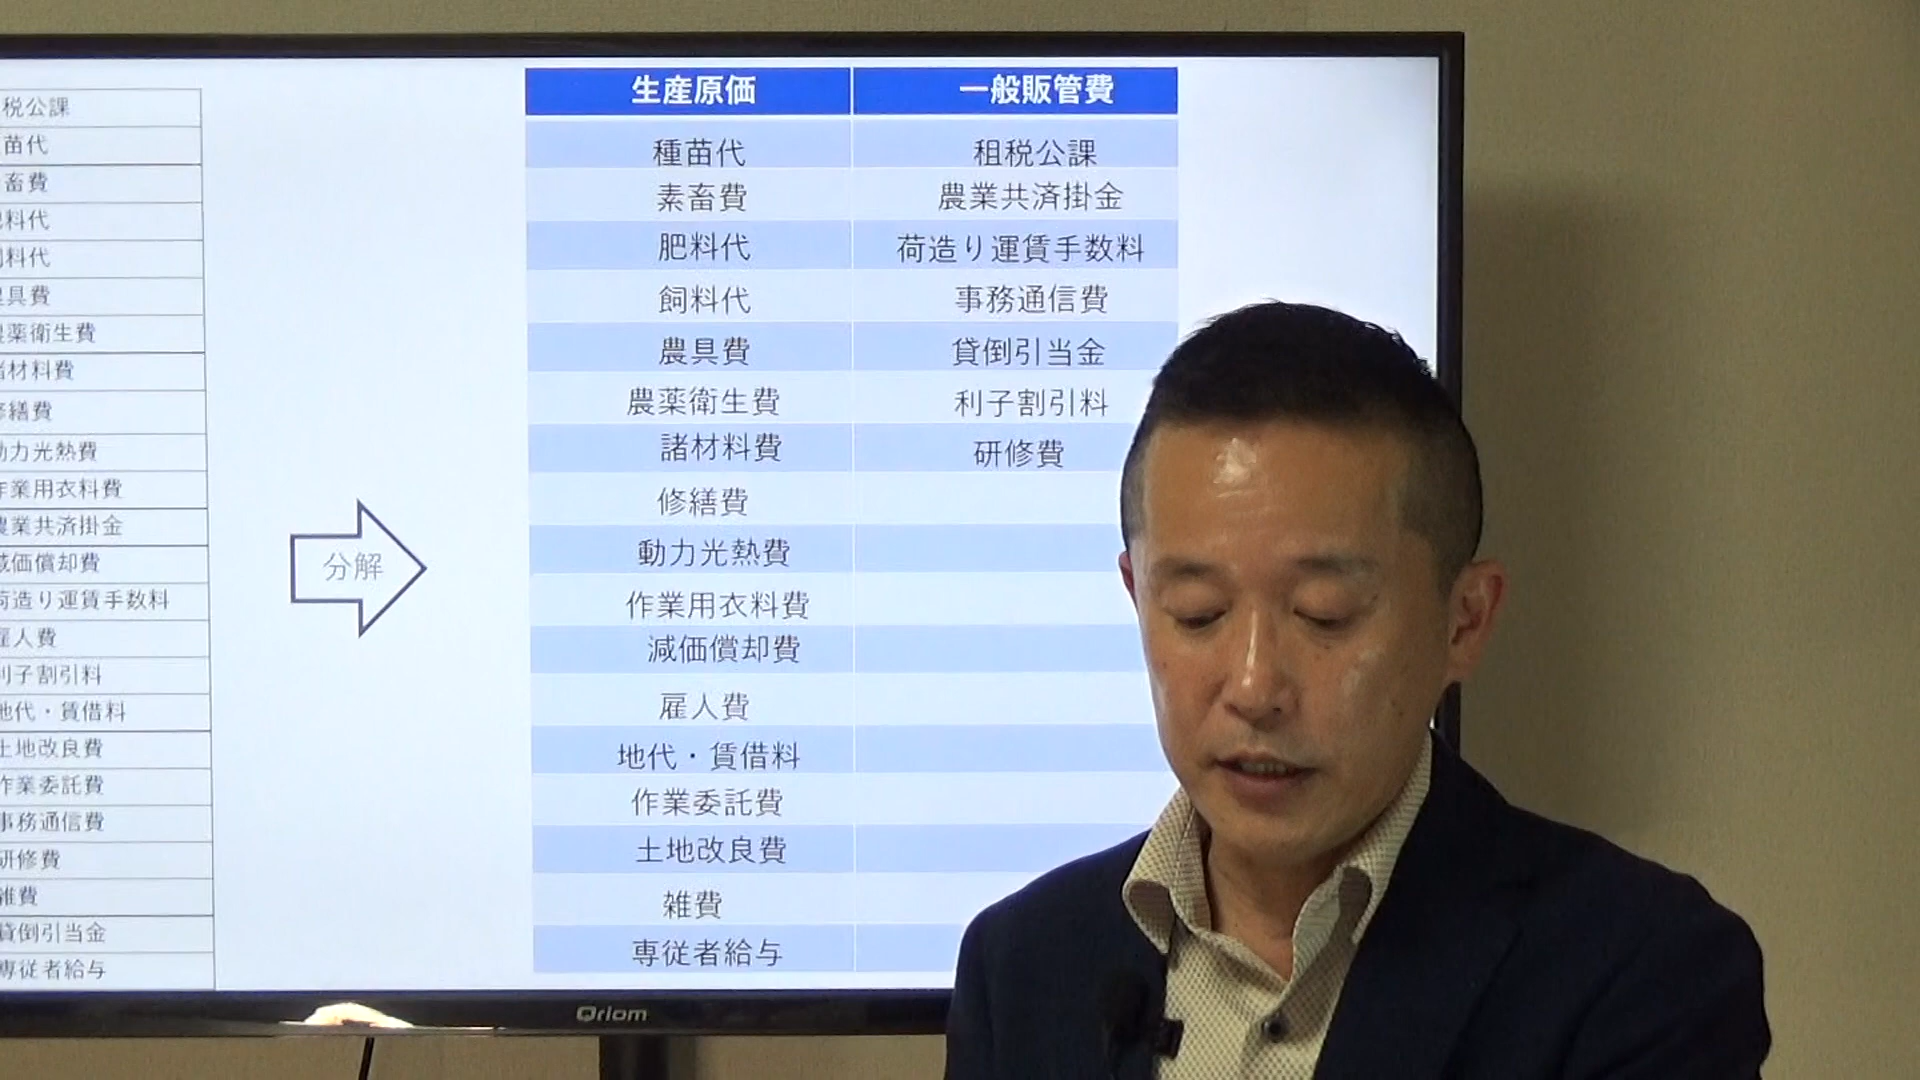 税公課
苗代
畜費
料代
料代
具費
薬衛生費
材料費
繕費
力光熱費
業用衣料費
業共済掛金
価償却費
造り運賃手数料
人費
子割引料
代・賃借料
地改良費
業委託費
務通信費
研修費
雑費
貸倒引当金
専従者給与
分解
生産原価 一般販管費
種苗代 租税公課
素畜費 農業共済掛金
肥料代 荷造り運賃手数料
飼料代 事務通信費
農具費 貸倒引当金
農薬衛生費 利子割引料
諸材料費 研修費
修繕費
動力光熱費
作業用衣料費
減価償却費
雇人費
地代・賃借料
作業委託費
土地改良費
雑費
専従者給与
Qriom